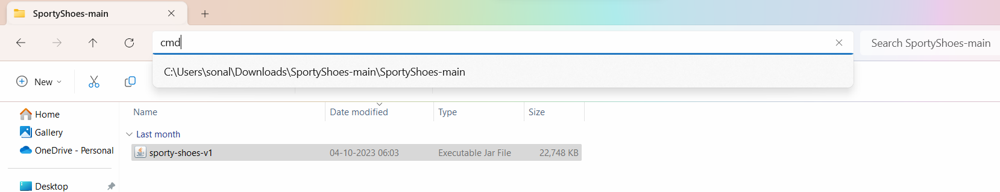 SportyShoes-main
cmd
Search SportyShoes-main
C:\Users\sonal\Downloads\SportyShoes-main\SportyShoes-main
New
Home
Gallery
OneDrive - Personal
Desktop
Name Date modified Type Size
Last month
sporty-shoes-v1 04-10-2023 06:03 Executable Jar File 22,748 KB